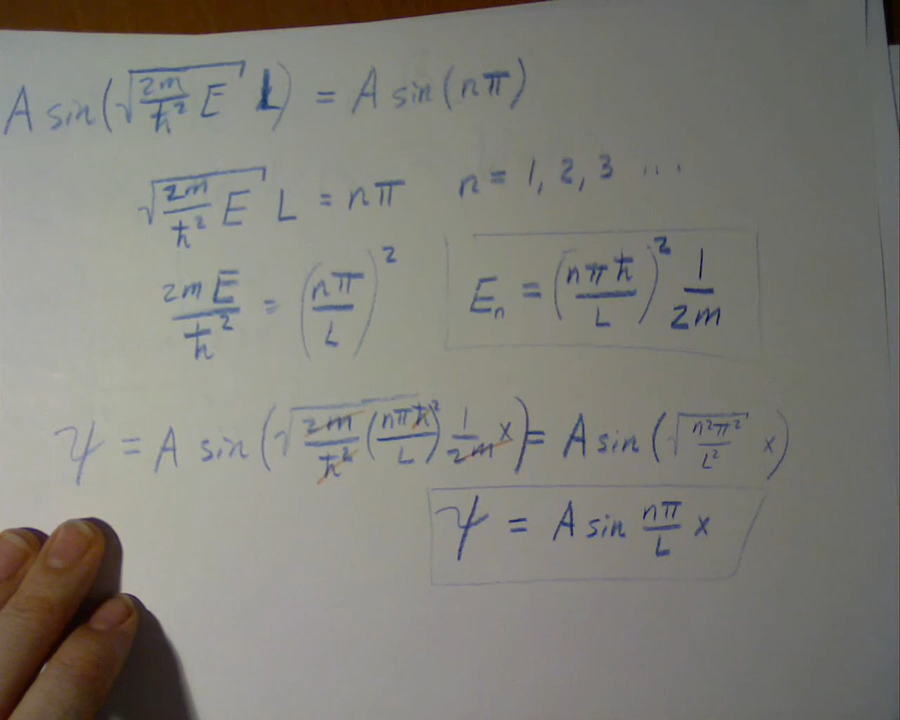 A sin(√(2m/ħ² E) L) = A sin(nπ)
√(2m/ħ² E) L = nπ n = 1, 2, 3 ...
2mE/ħ² = (nπ/L)² Eₙ = (nπħ/L)² 1/2m
ψ = A sin(√(2m/ħ² (nπħ/L)² 1/2m) x) = A sin(√(n²π²/L²) x)
ψ = A sin nπ/L x